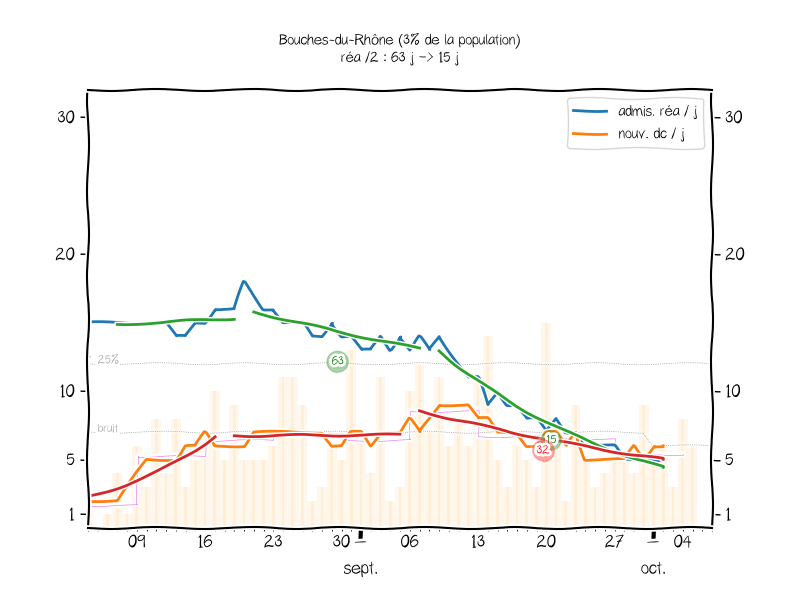 Bouches-du-Rhône (3% de la population)
réa /2 : 63 j -> 15 j
admis. réa / j
nouv. dc / j
30
30
20
20
25%
63
10
10
bruit
15
32
5
5
1
1
09 16 23 30 06 13 20 27 04
sept. oct.